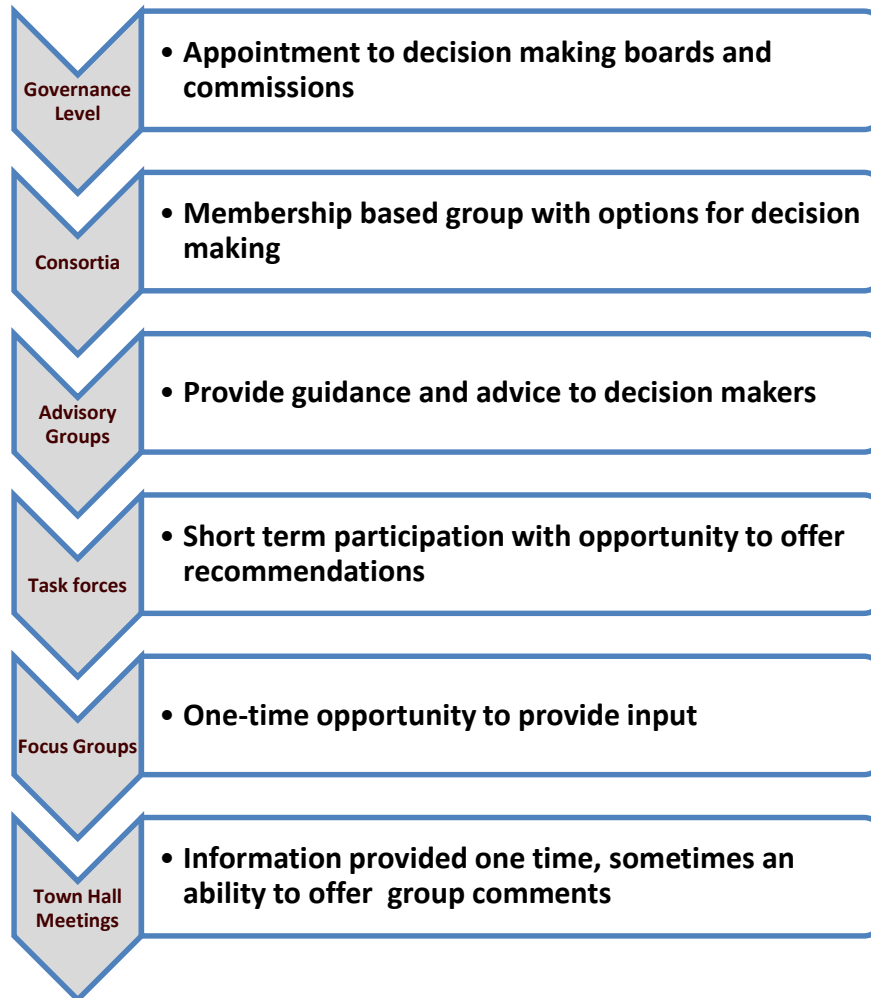 Governance
Level
• Appointment to decision making boards and
commissions
Consortia
• Membership based group with options for decision
making
Advisory
Groups
• Provide guidance and advice to decision makers
Task forces
• Short term participation with opportunity to offer
recommendations
Focus Groups
• One-time opportunity to provide input
Town Hall
Meetings
• Information provided one time, sometimes an
ability to offer  group comments